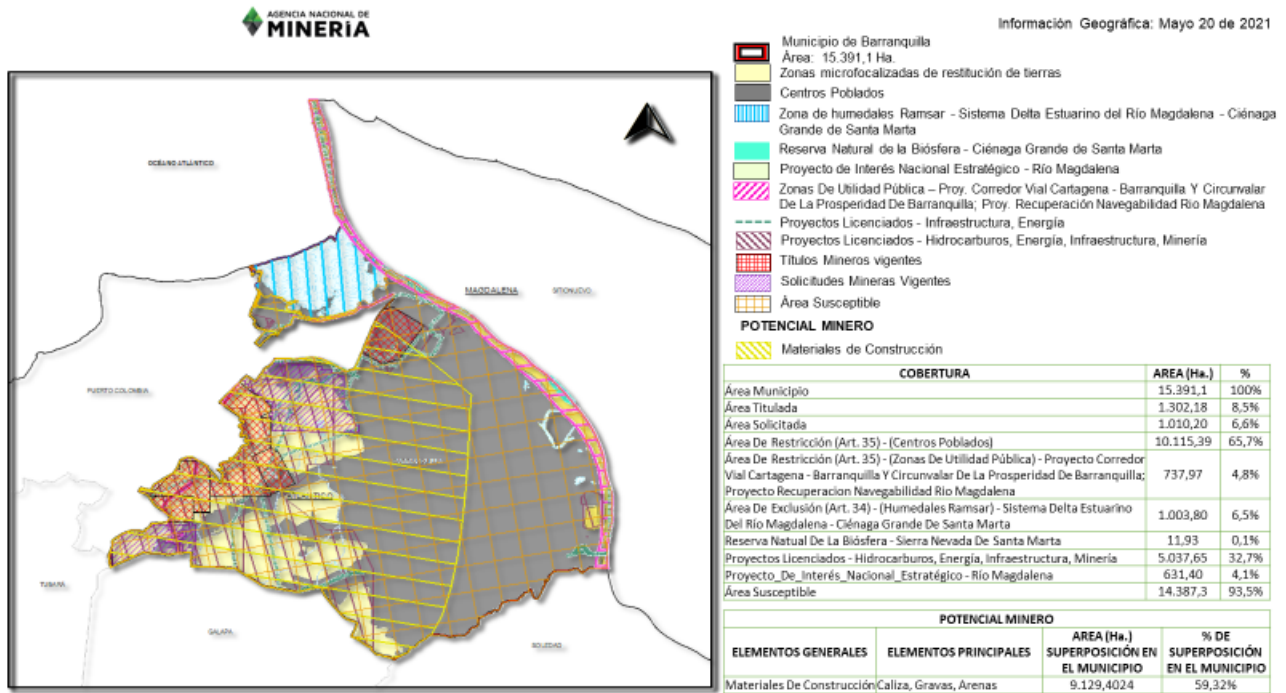 AGENCIA NACIONAL DE
MINERÍA
Información Geográfica: Mayo 20 de 2021
OCÉANO ATLÁNTICO
MAGDALENA
SITIONUEVO
PUERTO COLOMBIA
ATLÁNTICO
TUBARÁ
GALAPA
SOLEDAD
Municipio de Barranquilla
Área: 15.391,1 Ha.
Zonas microfocalizadas de restitución de tierras
Centros Poblados
Zona de humedales Ramsar - Sistema Delta Estuarino del Río Magdalena - Ciénaga
Grande de Santa Marta
Reserva Natural de la Biósfera - Ciénaga Grande de Santa Marta
Proyecto de Interés Nacional Estratégico - Río Magdalena
Zonas De Utilidad Pública – Proy. Corredor Vial Cartagena - Barranquilla Y Circunvalar
De La Prosperidad De Barranquilla; Proy. Recuperación Navegabilidad Rio Magdalena
Proyectos Licenciados - Infraestructura, Energía
Proyectos Licenciados - Hidrocarburos, Energía, Infraestructura, Minería
Títulos Mineros vigentes
Solicitudes Mineras Vigentes
Área Susceptible
POTENCIAL MINERO
Materiales de Construcción
COBERTURA AREA (Ha.) %
Área Municipio 15.391,1 100%
Área Titulada 1.302,18 8,5%
Área Solicitada 1.010,20 6,6%
Área De Restricción (Art. 35) - (Centros Poblados) 10.115,39 65,7%
Área De Restricción (Art. 35) - (Zonas De Utilidad Pública) - Proyecto Corredor
Vial Cartagena - Barranquilla Y Circunvalar De La Prosperidad De Barranquilla; 737,97 4,8%
Proyecto Recuperacion Navegabilidad Rio Magdalena
Área De Exclusión (Art. 34) - (Humedales Ramsar) - Sistema Delta Estuarino 1.003,80 6,5%
Del Río Magdalena - Ciénaga Grande De Santa Marta
Reserva Natual De La Biósfera - Sierra Nevada De Santa Marta 11,93 0,1%
Proyectos Licenciados - Hidrocarburos, Energía, Infraestructura, Minería 5.037,65 32,7%
Proyecto_De_Interés_Nacional_Estratégico - Río Magdalena 631,40 4,1%
Área Susceptible 14.387,3 93,5%
POTENCIAL MINERO
ELEMENTOS GENERALES ELEMENTOS PRINCIPALES AREA (Ha.) SUPERPOSICIÓN EN EL MUNICIPIO % DE SUPERPOSICIÓN EN EL MUNICIPIO
Materiales De Construcción Caliza, Gravas, Arenas 9.129,4024 59,32%